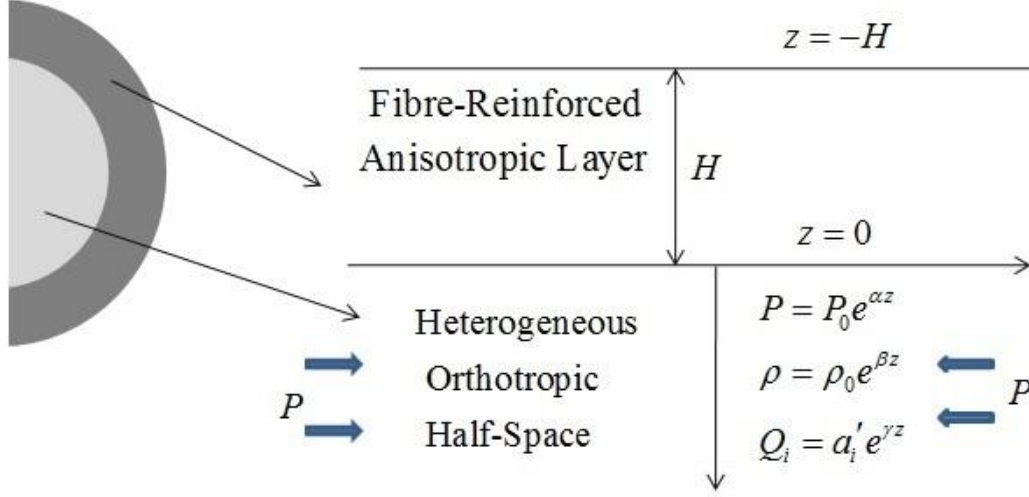 z = −H
Fibre-Reinforced
Anisotropic Layer
H
z = 0
Heterogeneous
Orthotropic
Half-Space
P
P = P₀e^{αz}
ρ = ρ₀e^{βz}
Q_i = a_i′e^{γz}
P